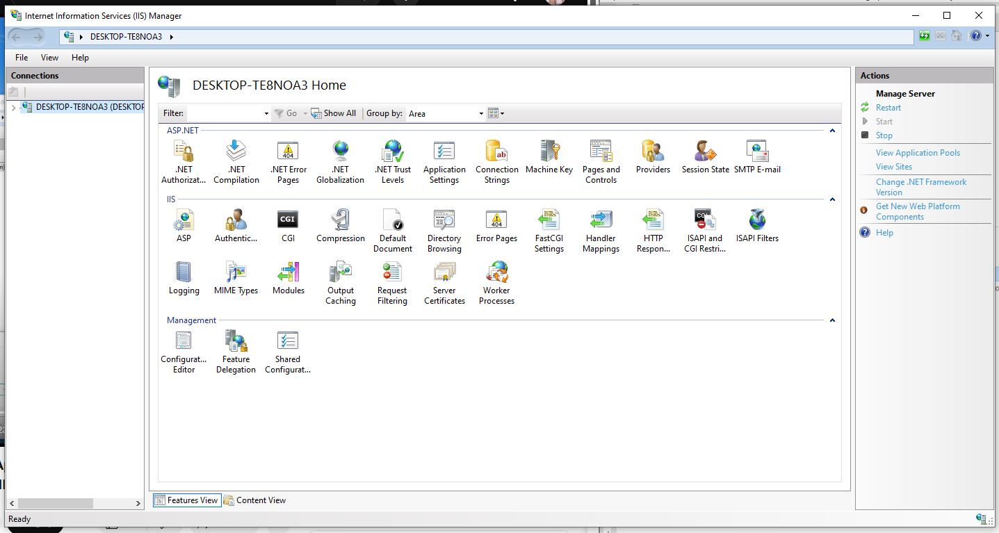 Internet Information Services (IIS) Manager
DESKTOP-TE8NOA3
File View Help
Connections
DESKTOP-TE8NOA3 (DESKTOP
DESKTOP-TE8NOA3 Home
Filter: Go Show All Group by: Area
ASP.NET
.NET Authorizat...
.NET Compilation
.NET Error Pages
.NET Globalization
.NET Trust Levels
Application Settings
Connection Strings
Machine Key
Pages and Controls
Providers
Session State
SMTP E-mail
IIS
ASP
Authentic...
CGI
Compression
Default Document
Directory Browsing
Error Pages
FastCGI Settings
Handler Mappings
HTTP Respon...
ISAPI and CGI Restri...
ISAPI Filters
Logging
MIME Types
Modules
Output Caching
Request Filtering
Server Certificates
Worker Processes
Management
Configurat... Editor
Feature Delegation
Shared Configurat...
Features View Content View
Ready
Actions
Manage Server
Restart
Start
Stop
View Application Pools
View Sites
Change .NET Framework
Version
Get New Web Platform
Components
Help